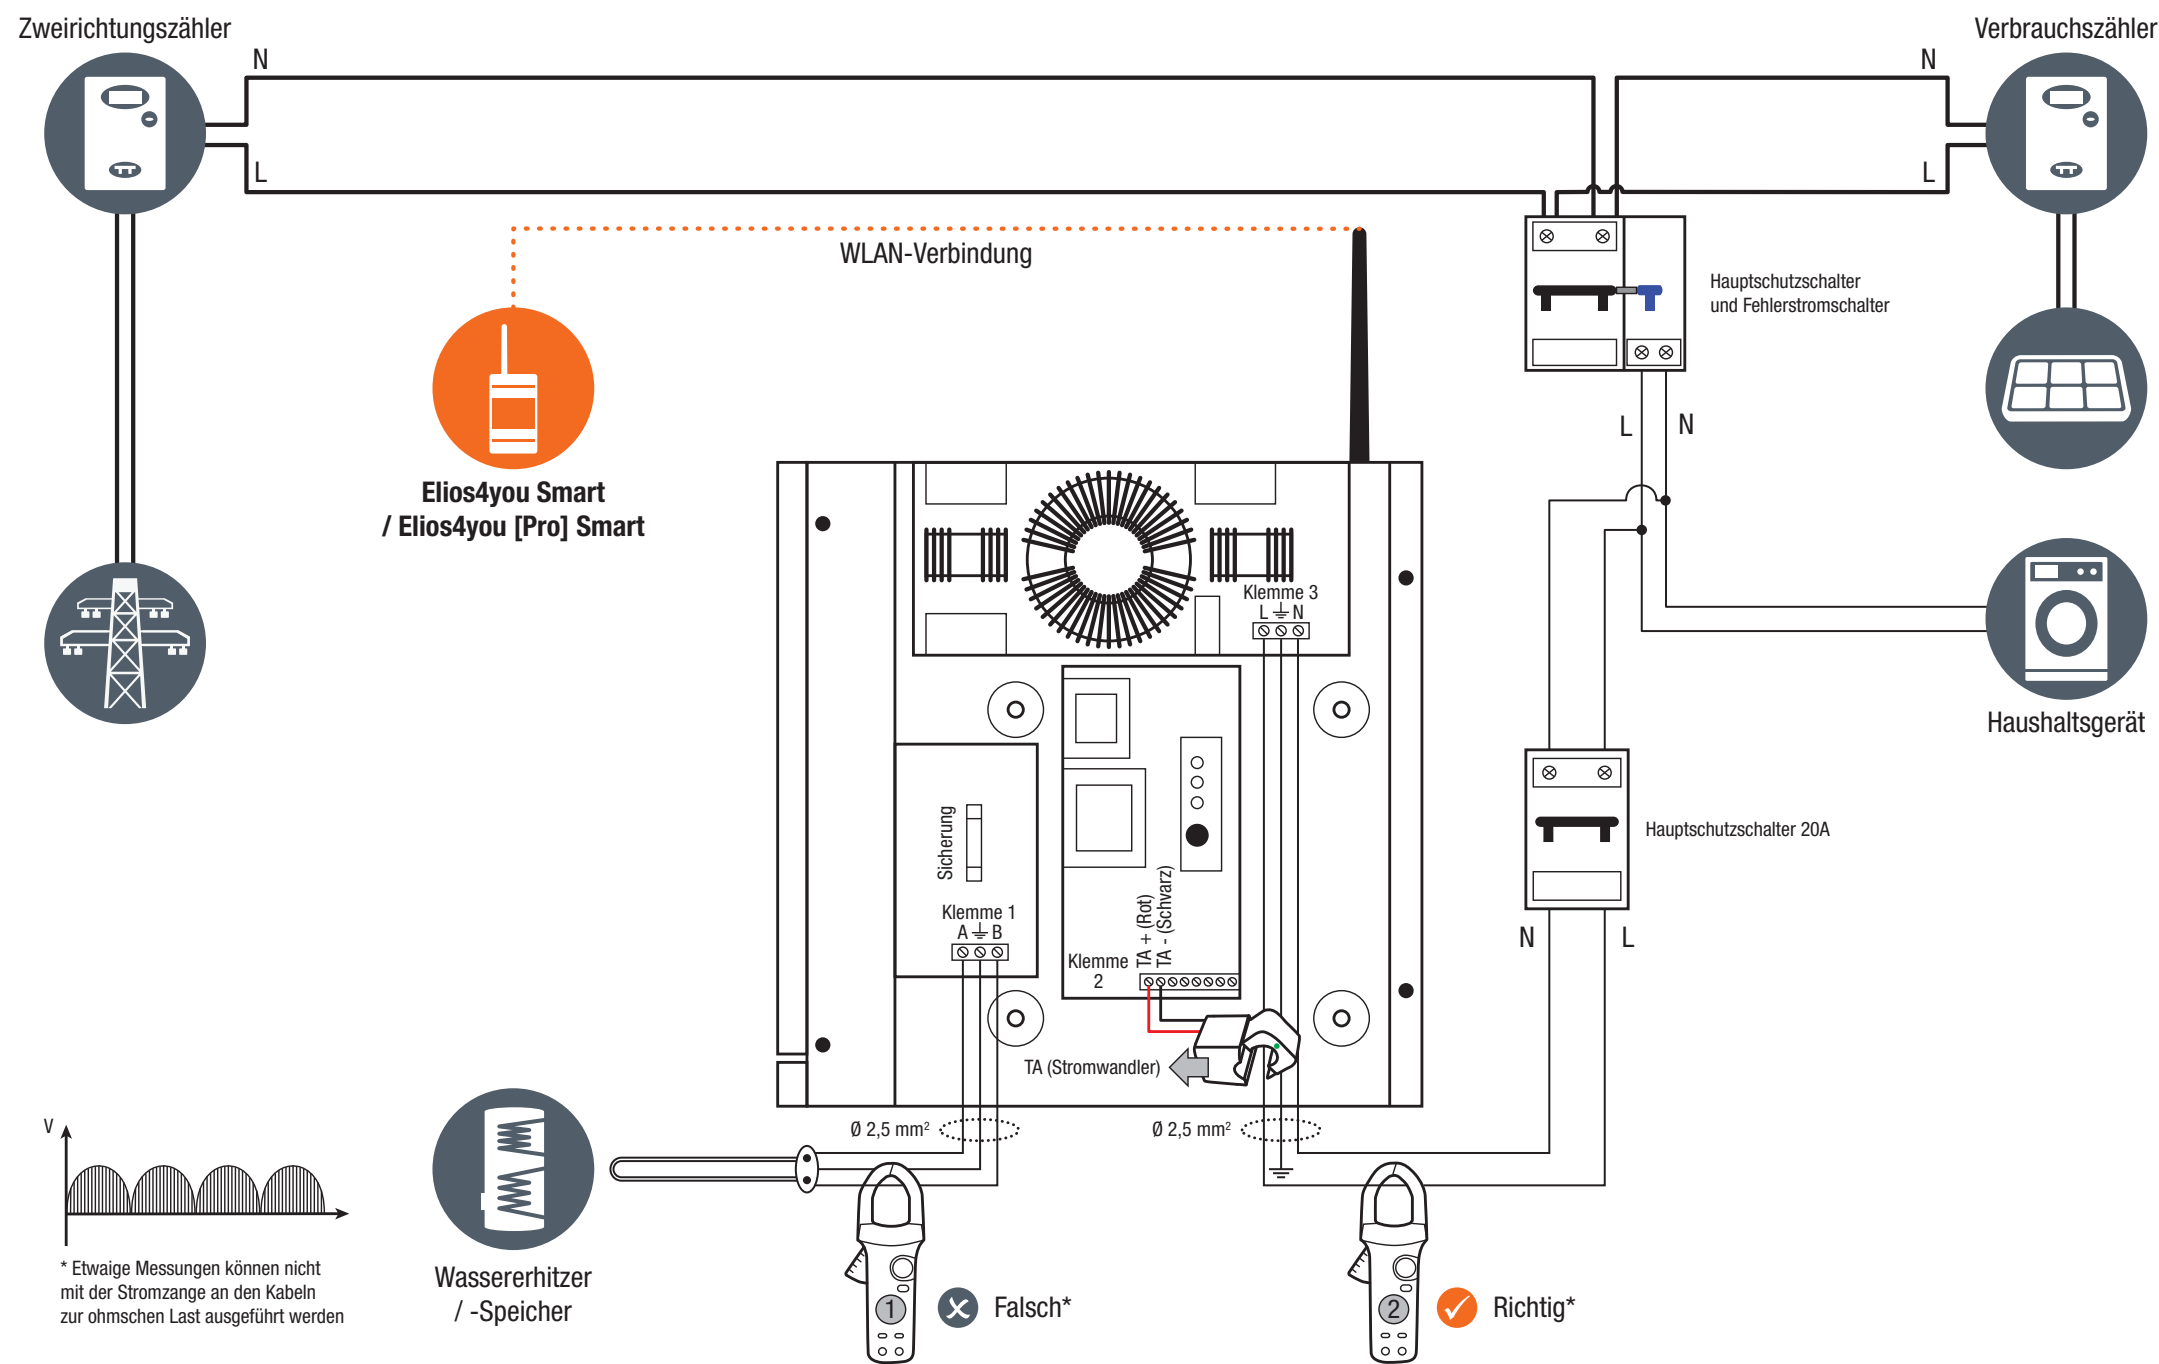 Zweirichtungszähler
Verbrauchszähler
N
N
L
L
WLAN-Verbindung
Hauptschutzschalter
und Fehlerstromschalter
L
N
Elios4you Smart
/ Elios4you [Pro] Smart
Klemme 3
L N
Haushaltsgerät
Sicherung
Hauptschutzschalter 20A
TA + (Rot)
TA - (Schvarz)
Klemme 1
A B
Klemme
2
N
L
TA (Stromwandler)
Ø 2,5 mm²
Ø 2,5 mm²
V
* Etwaige Messungen können nicht
mit der Stromzange an den Kabeln
zur ohmschen Last ausgeführt werden
Wassererhitzer
/ -Speicher
1
Falsch*
2
Richtig*